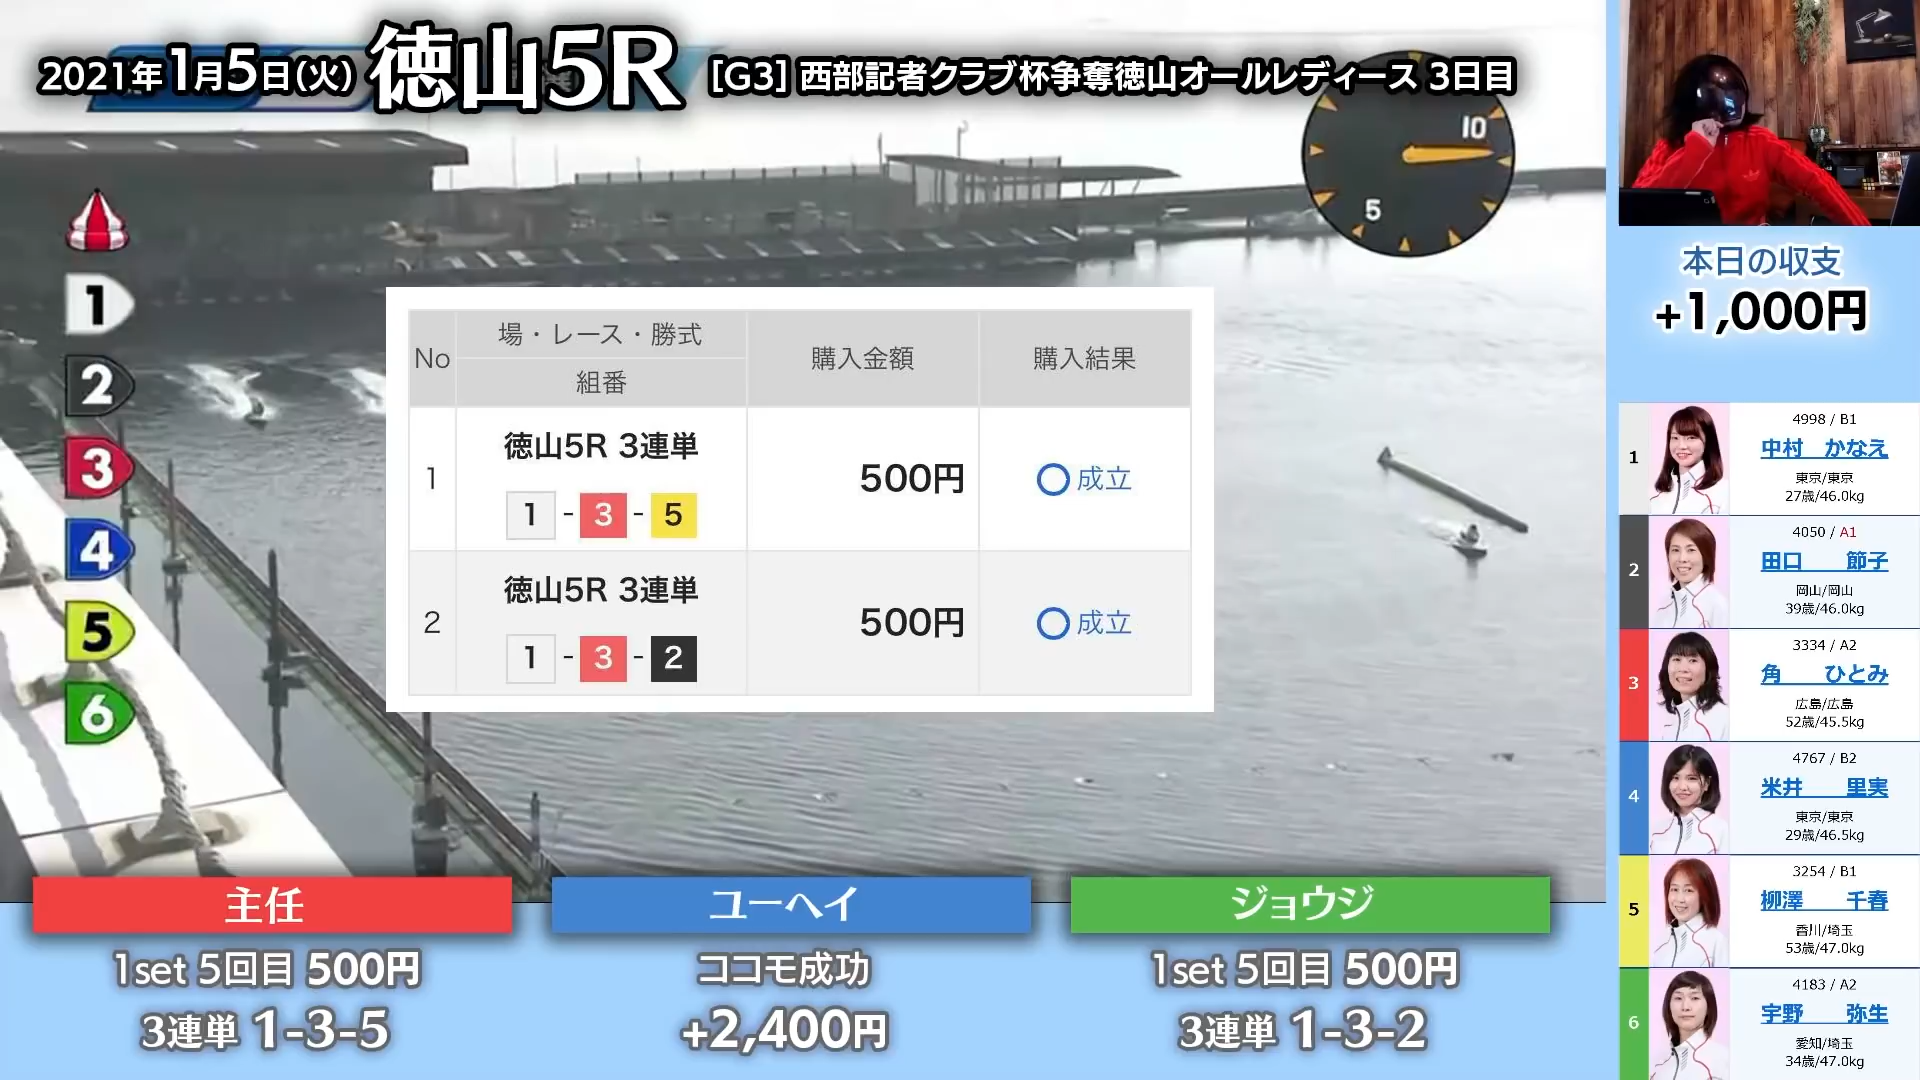 2021年1月5日(火) 徳山5R [G3] 西部記者クラブ杯争奪徳山オールレディース 3日目
10
5
1
2
3
4
5
6
No
場・レース・勝式
組番
購入金額
購入結果
1
徳山5R 3連単
1 - 3 - 5
500円
成立
2
徳山5R 3連単
1 - 3 - 2
500円
成立
主任
1set 5回目 500円
3連単 1-3-5
ユーヘイ
ココモ成功
+2,400円
ジョウジ
1set 5回目 500円
3連単 1-3-2
本日の収支
+1,000円
1
4998 / B1
中村 かなえ
東京/東京
27歳/46.0kg
2
4050 / A1
田口 節子
岡山/岡山
39歳/46.0kg
3
3334 / A2
角 ひとみ
広島/広島
52歳/45.5kg
4
4767 / B2
米井 里実
東京/東京
29歳/46.5kg
5
3254 / B1
柳澤 千春
香川/埼玉
53歳/47.0kg
6
4183 / A2
宇野 弥生
愛知/埼玉
34歳/47.0kg